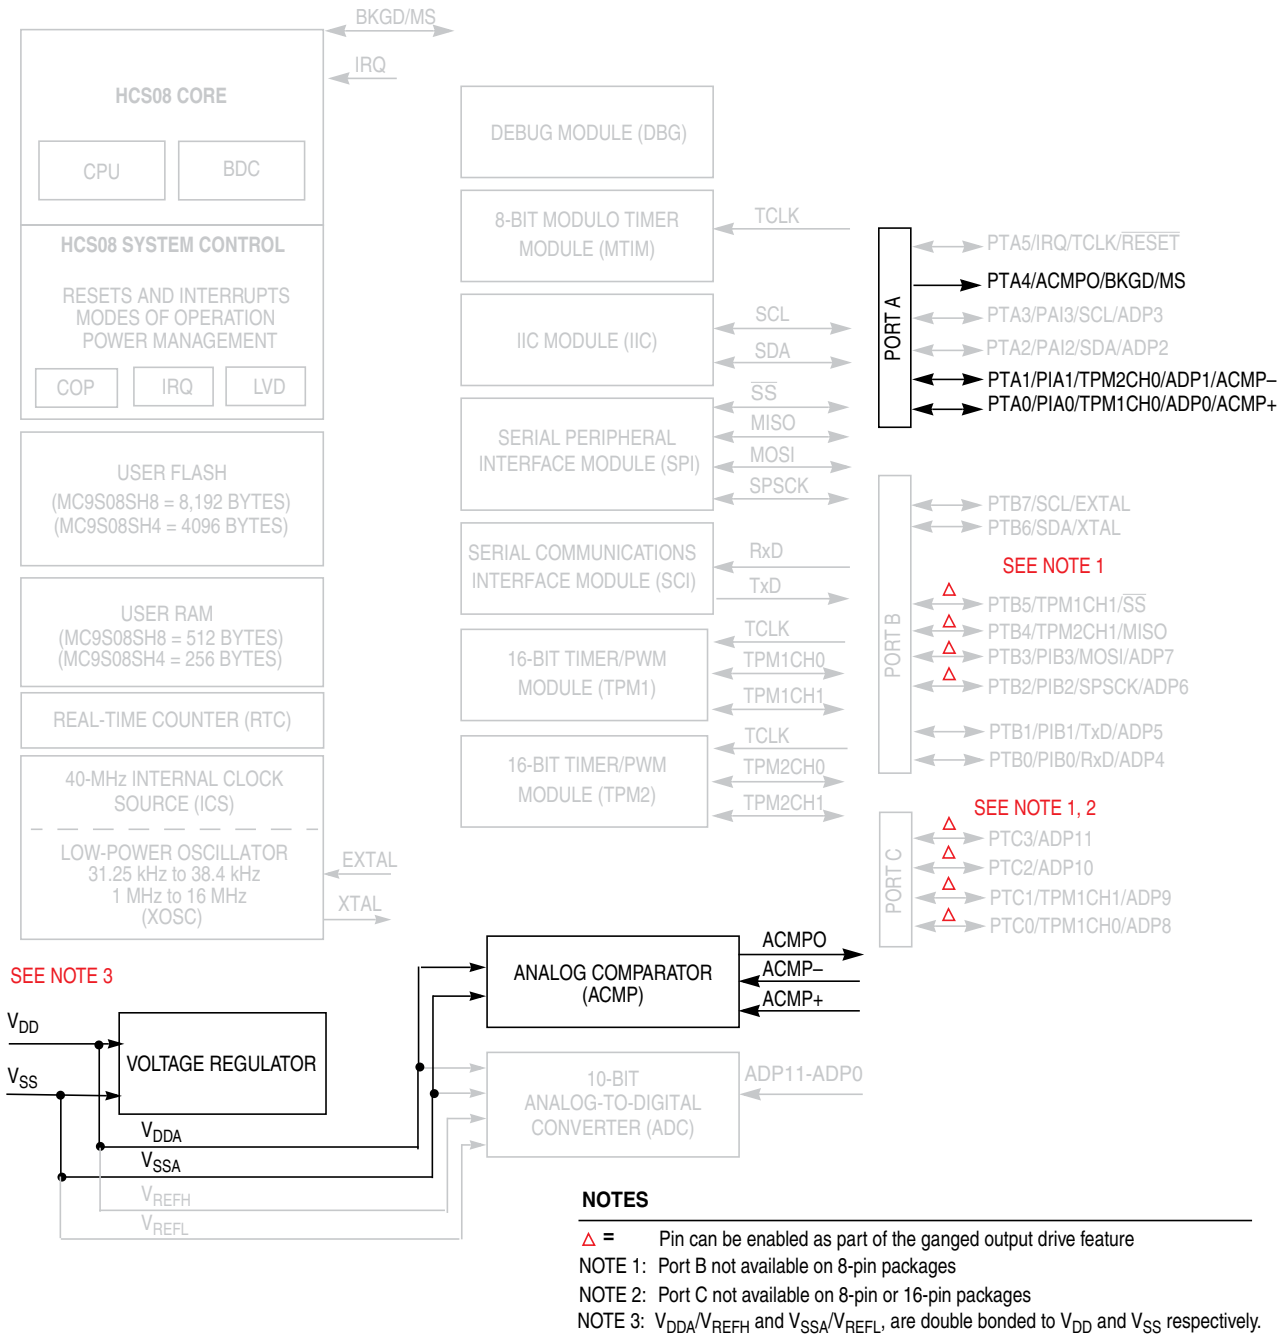 BKGD/MS
IRQ
HCS08 CORE
CPU
BDC
HCS08 SYSTEM CONTROL
RESETS AND INTERRUPTS
MODES OF OPERATION
POWER MANAGEMENT
COP
IRQ
LVD
USER FLASH
(MC9S08SH8 = 8,192 BYTES)
(MC9S08SH4 = 4096 BYTES)
USER RAM
(MC9S08SH8 = 512 BYTES)
(MC9S08SH4 = 256 BYTES)
REAL-TIME COUNTER (RTC)
40-MHz INTERNAL CLOCK
SOURCE (ICS)
LOW-POWER OSCILLATOR
31.25 kHz to 38.4 kHz
1 MHz to 16 MHz
(XOSC)
EXTAL
XTAL
DEBUG MODULE (DBG)
8-BIT MODULO TIMER
MODULE (MTIM)
TCLK
IIC MODULE (IIC)
SCL
SDA
SERIAL PERIPHERAL
INTERFACE MODULE (SPI)
SS
MISO
MOSI
SPSCK
SERIAL COMMUNICATIONS
INTERFACE MODULE (SCI)
RxD
TxD
16-BIT TIMER/PWM
MODULE (TPM1)
TCLK
TPM1CH0
TPM1CH1
16-BIT TIMER/PWM
MODULE (TPM2)
TCLK
TPM2CH0
TPM2CH1
PORT A
PTA5/IRQ/TCLK/RESET
PTA4/ACMPO/BKGD/MS
PTA3/PAI3/SCL/ADP3
PTA2/PAI2/SDA/ADP2
PTA1/PIA1/TPM2CH0/ADP1/ACMP–
PTA0/PIA0/TPM1CH0/ADP0/ACMP+
PORT B
PTB7/SCL/EXTAL
PTB6/SDA/XTAL
SEE NOTE 1
PTB5/TPM1CH1/SS
PTB4/TPM2CH1/MISO
PTB3/PIB3/MOSI/ADP7
PTB2/PIB2/SPSCK/ADP6
PTB1/PIB1/TxD/ADP5
PTB0/PIB0/RxD/ADP4
SEE NOTE 1, 2
PORT C
PTC3/ADP11
PTC2/ADP10
PTC1/TPM1CH1/ADP9
PTC0/TPM1CH0/ADP8
SEE NOTE 3
VDD
VSS
VOLTAGE REGULATOR
VDDA
VSSA
VREFH
VREFL
ANALOG COMPARATOR
(ACMP)
ACMPO
ACMP–
ACMP+
10-BIT
ANALOG-TO-DIGITAL
CONVERTER (ADC)
ADP11-ADP0
NOTES
△ = Pin can be enabled as part of the ganged output drive feature
NOTE 1: Port B not available on 8-pin packages
NOTE 2: Port C not available on 8-pin or 16-pin packages
NOTE 3: VDDA/VREFH and VSSA/VREFL, are double bonded to VDD and VSS respectively.